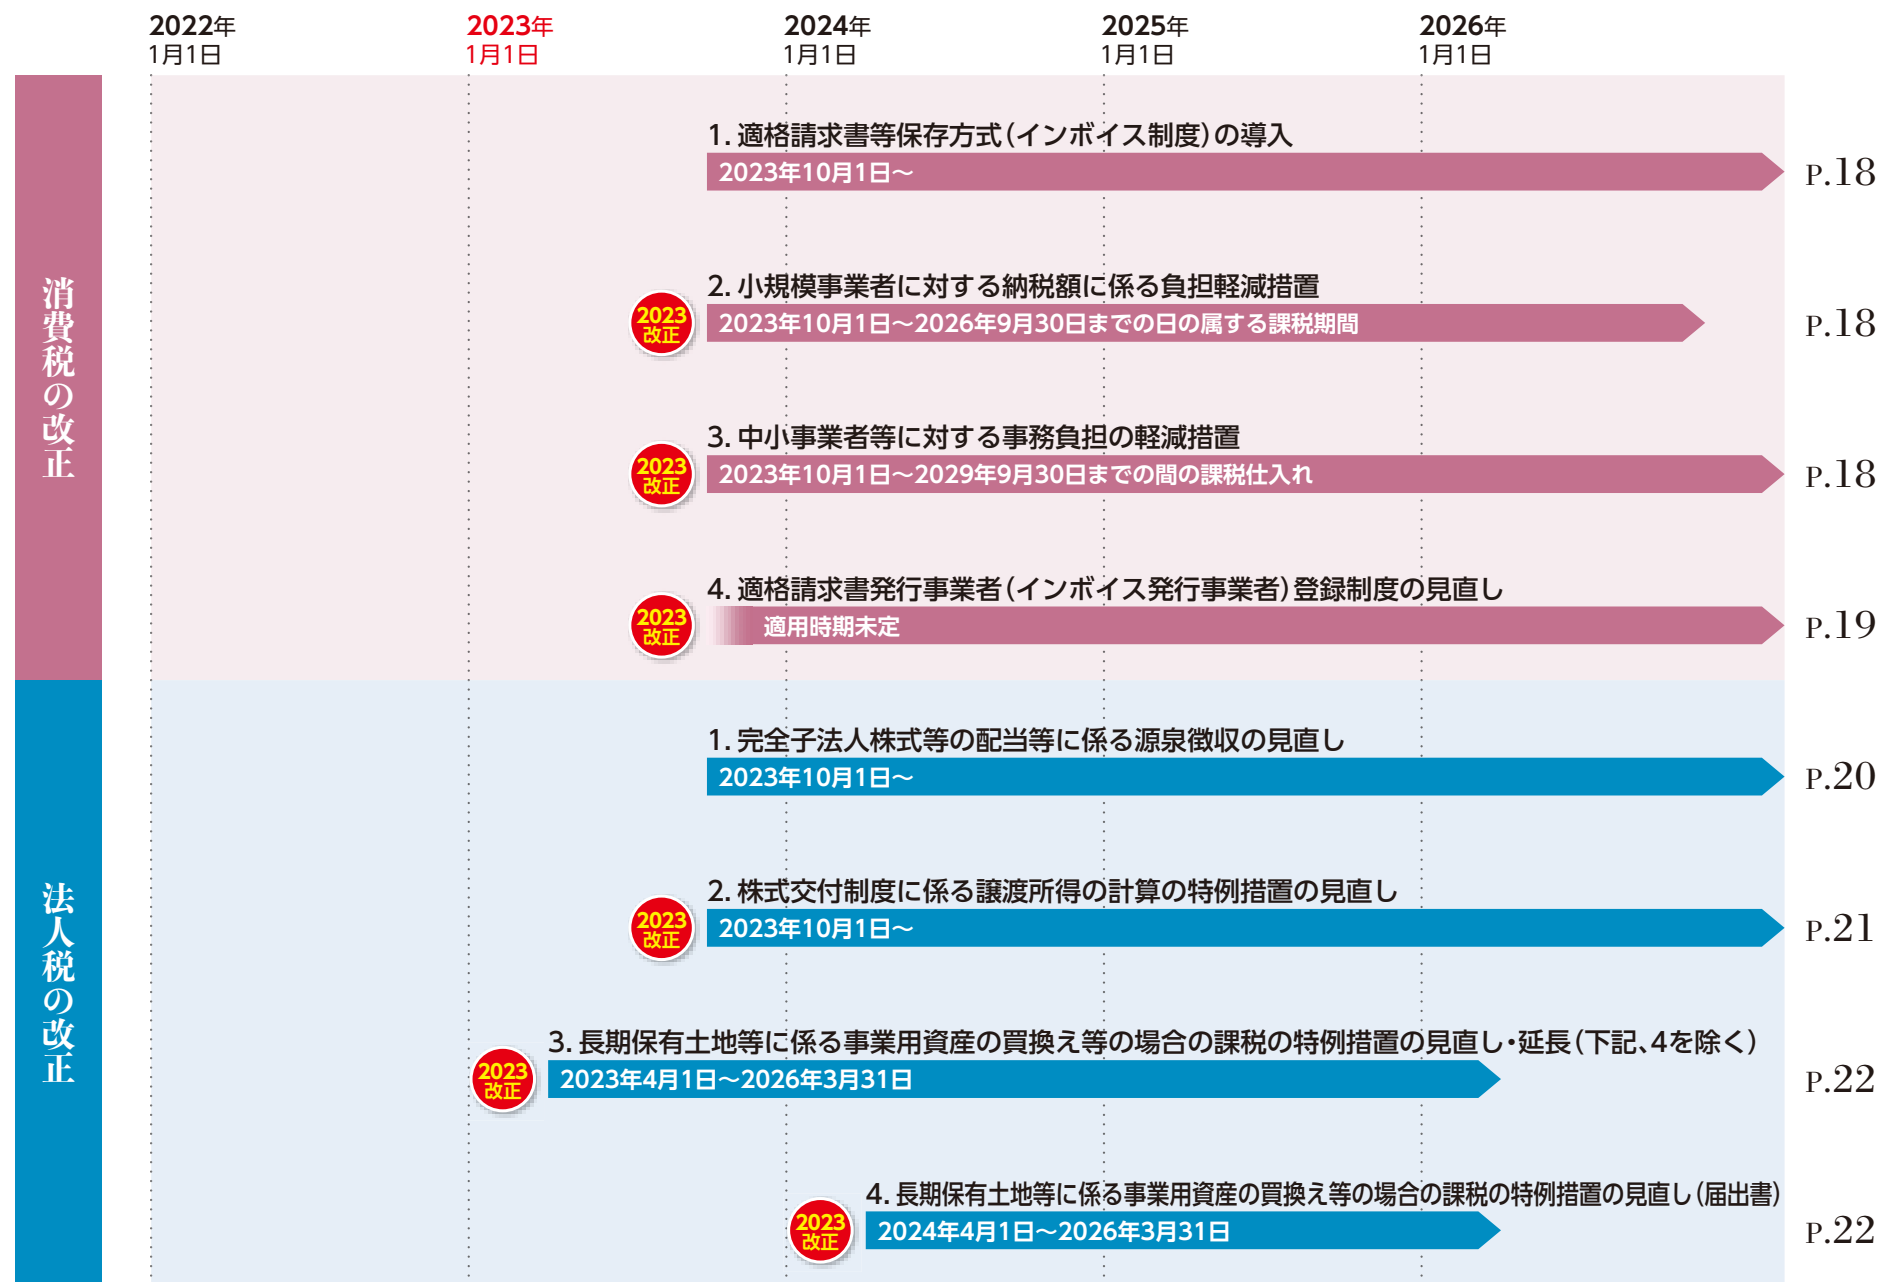 2022年
1月1日
2023年
1月1日
2024年
1月1日
2025年
1月1日
2026年
1月1日
消費税の改正
1. 適格請求書等保存方式（インボイス制度）の導入
2023年10月1日～
P.18
2. 小規模事業者に対する納税額に係る負担軽減措置
2023
改正
2023年10月1日～2026年9月30日までの日の属する課税期間
P.18
3. 中小事業者等に対する事務負担の軽減措置
2023
改正
2023年10月1日～2029年9月30日までの間の課税仕入れ
P.18
4. 適格請求書発行事業者（インボイス発行事業者）登録制度の見直し
2023
改正
適用時期未定
P.19
法人税の改正
1. 完全子法人株式等の配当等に係る源泉徴収の見直し
2023年10月1日～
P.20
2. 株式交付制度に係る譲渡所得の計算の特例措置の見直し
2023
改正
2023年10月1日～
P.21
3. 長期保有土地等に係る事業用資産の買換え等の場合の課税の特例措置の見直し・延長（下記、4を除く）
2023
改正
2023年4月1日～2026年3月31日
P.22
4. 長期保有土地等に係る事業用資産の買換え等の場合の課税の特例措置の見直し（届出書）
2023
改正
2024年4月1日～2026年3月31日
P.22